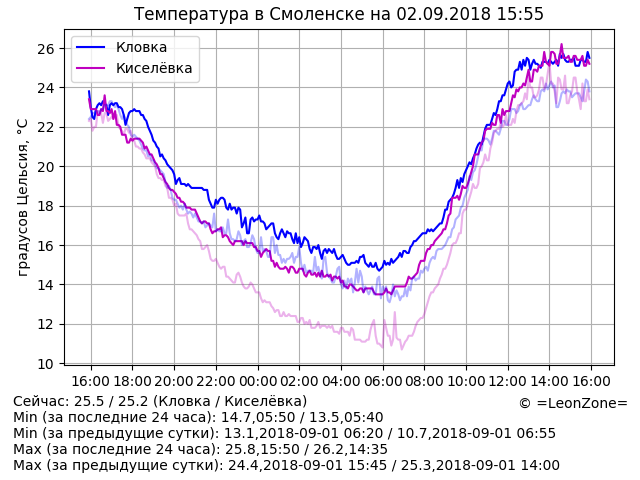 Температура в Смоленске на 02.09.2018 15:55
Кловка
Киселёвка
градусов Цельсия, °C
26
24
22
20
18
16
14
12
10
16:00 18:00 20:00 22:00 00:00 02:00 04:00 06:00 08:00 10:00 12:00 14:00 16:00
Сейчас: 25.5 / 25.2 (Кловка / Киселёвка)
© =LeonZone=
Min (за последние 24 часа): 14.7,05:50 / 13.5,05:40
Min (за предыдущие сутки): 13.1,2018-09-01 06:20 / 10.7,2018-09-01 06:55
Max (за последние 24 часа): 25.8,15:50 / 26.2,14:35
Max (за предыдущие сутки): 24.4,2018-09-01 15:45 / 25.3,2018-09-01 14:00